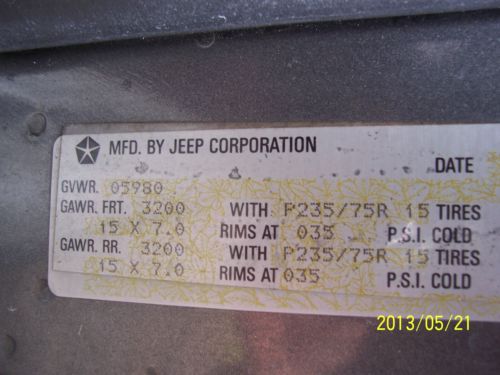 MFD. BY JEEP CORPORATION
DATE
GVWR. 05980
GAWR. FRT. 3200 WITH P235/75R 15 TIRES
15 X 7.0 RIMS AT 035 P.S.I. COLD
GAWR. RR. 3200 WITH P235/75R 15 TIRES
15 X 7.0 RIMS AT 035 P.S.I. COLD
2013/05/21